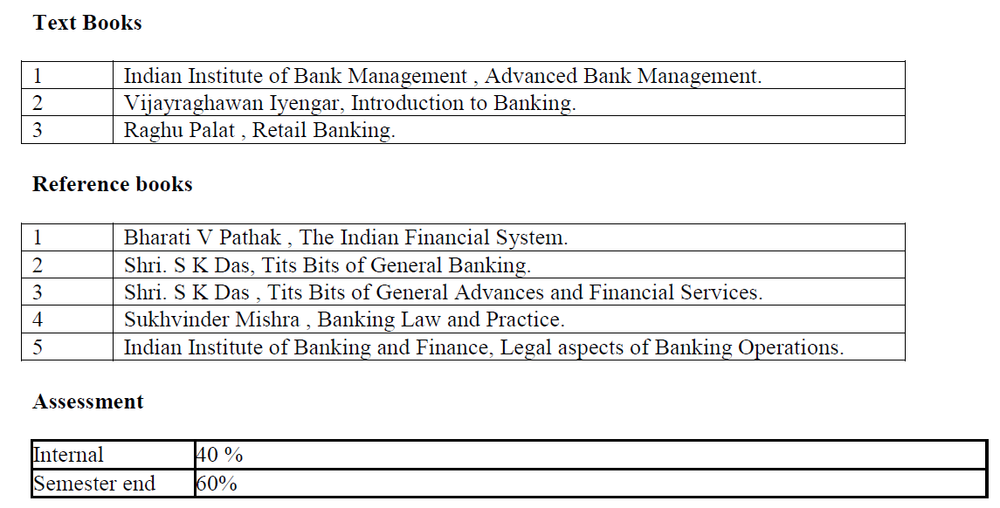 Text Books
1 Indian Institute of Bank Management , Advanced Bank Management.
2 Vijayraghawan Iyengar, Introduction to Banking.
3 Raghu Palat , Retail Banking.
Reference books
1 Bharati V Pathak , The Indian Financial System.
2 Shri. S K Das, Tits Bits of General Banking.
3 Shri. S K Das , Tits Bits of General Advances and Financial Services.
4 Sukhvinder Mishra , Banking Law and Practice.
5 Indian Institute of Banking and Finance, Legal aspects of Banking Operations.
Assessment
Internal 40 %
Semester end 60%